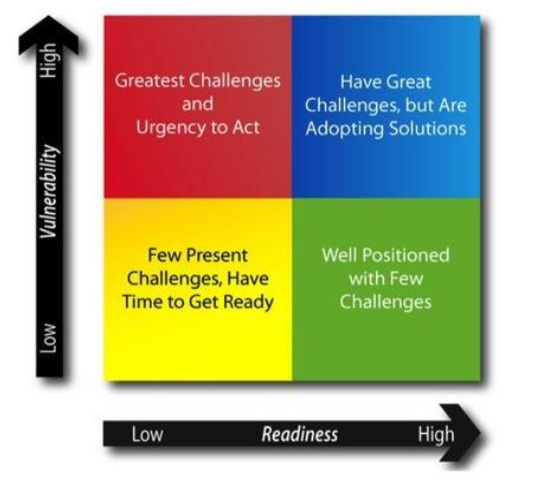 High
Vulnerability
Low
Greatest Challenges
and
Urgency to Act
Have Great
Challenges, but Are
Adopting Solutions
Few Present
Challenges, Have
Time to Get Ready
Well Positioned
with Few
Challenges
Low Readiness High